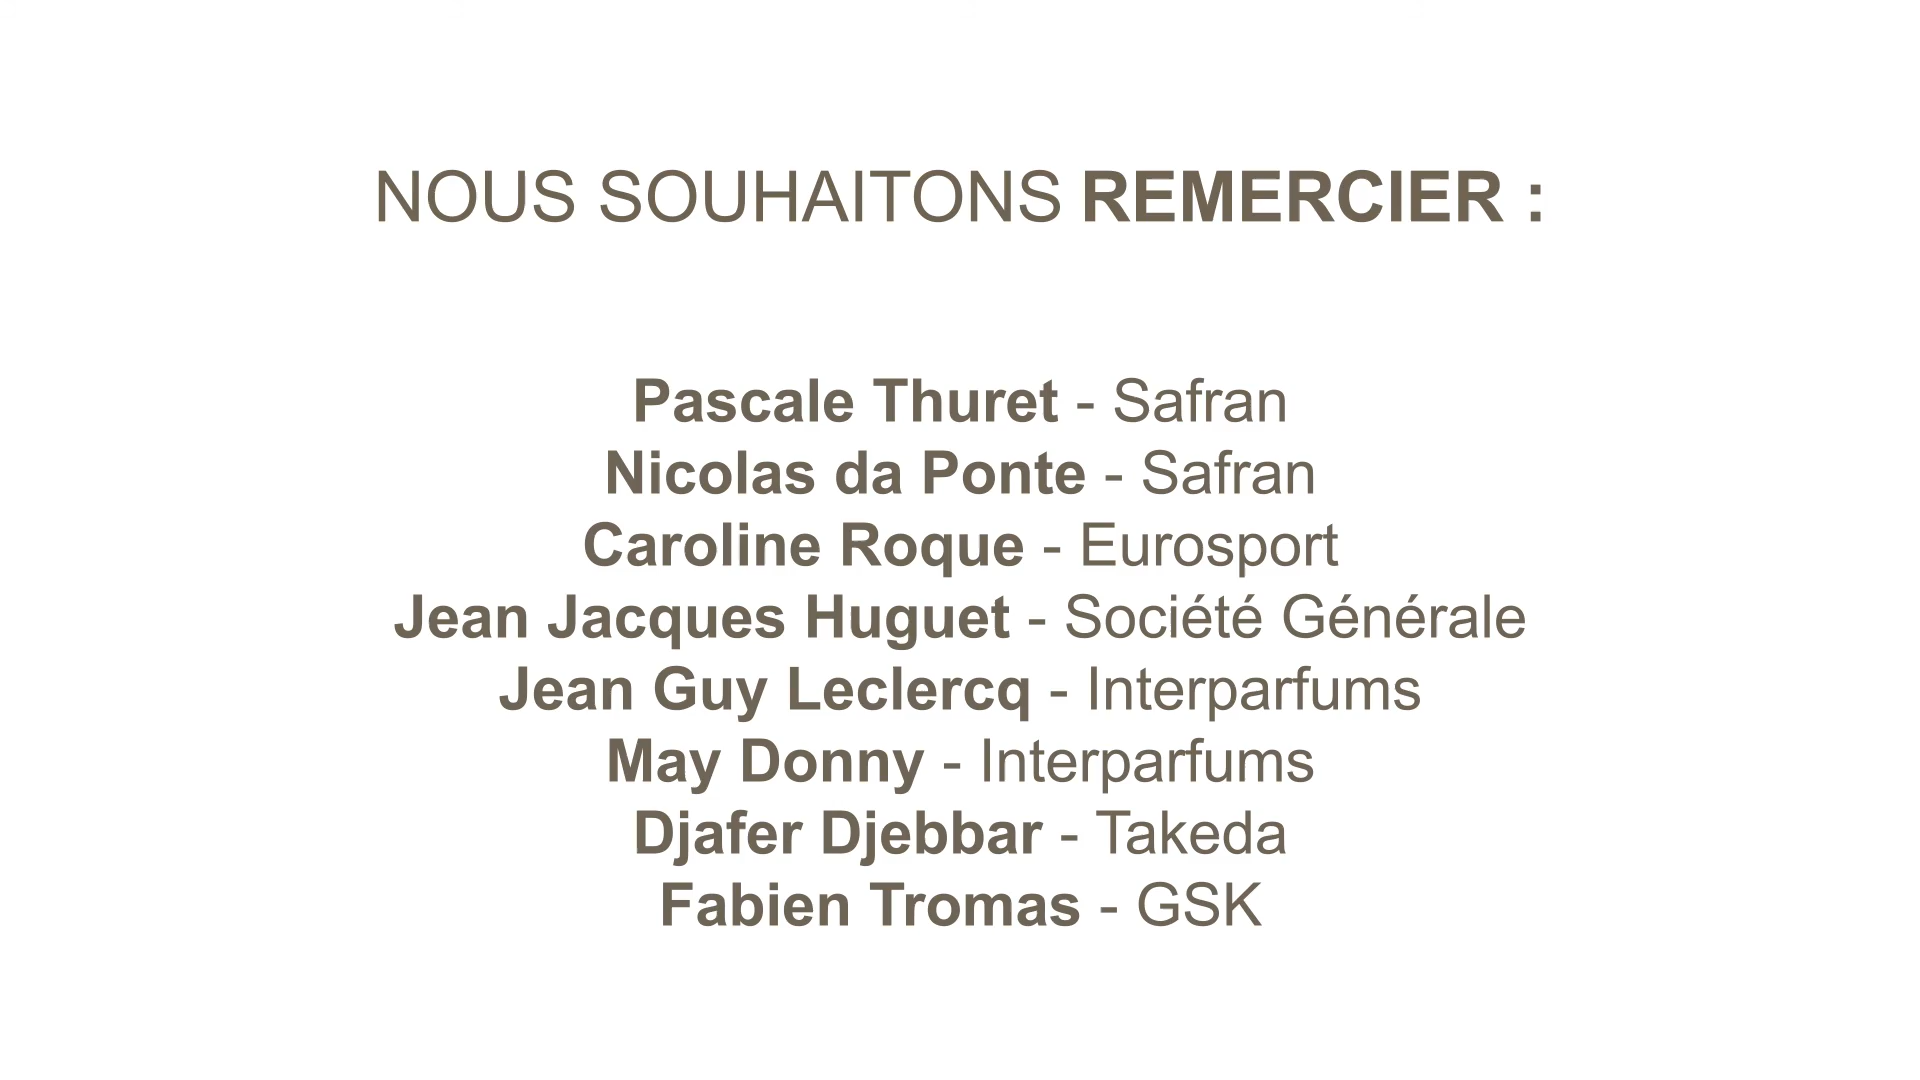 NOUS SOUHAITONS REMERCIER :
Pascale Thuret - Safran
Nicolas da Ponte - Safran
Caroline Roque - Eurosport
Jean Jacques Huguet - Société Générale
Jean Guy Leclercq - Interparfums
May Donny - Interparfums
Djafer Djebbar - Takeda
Fabien Tromas - GSK